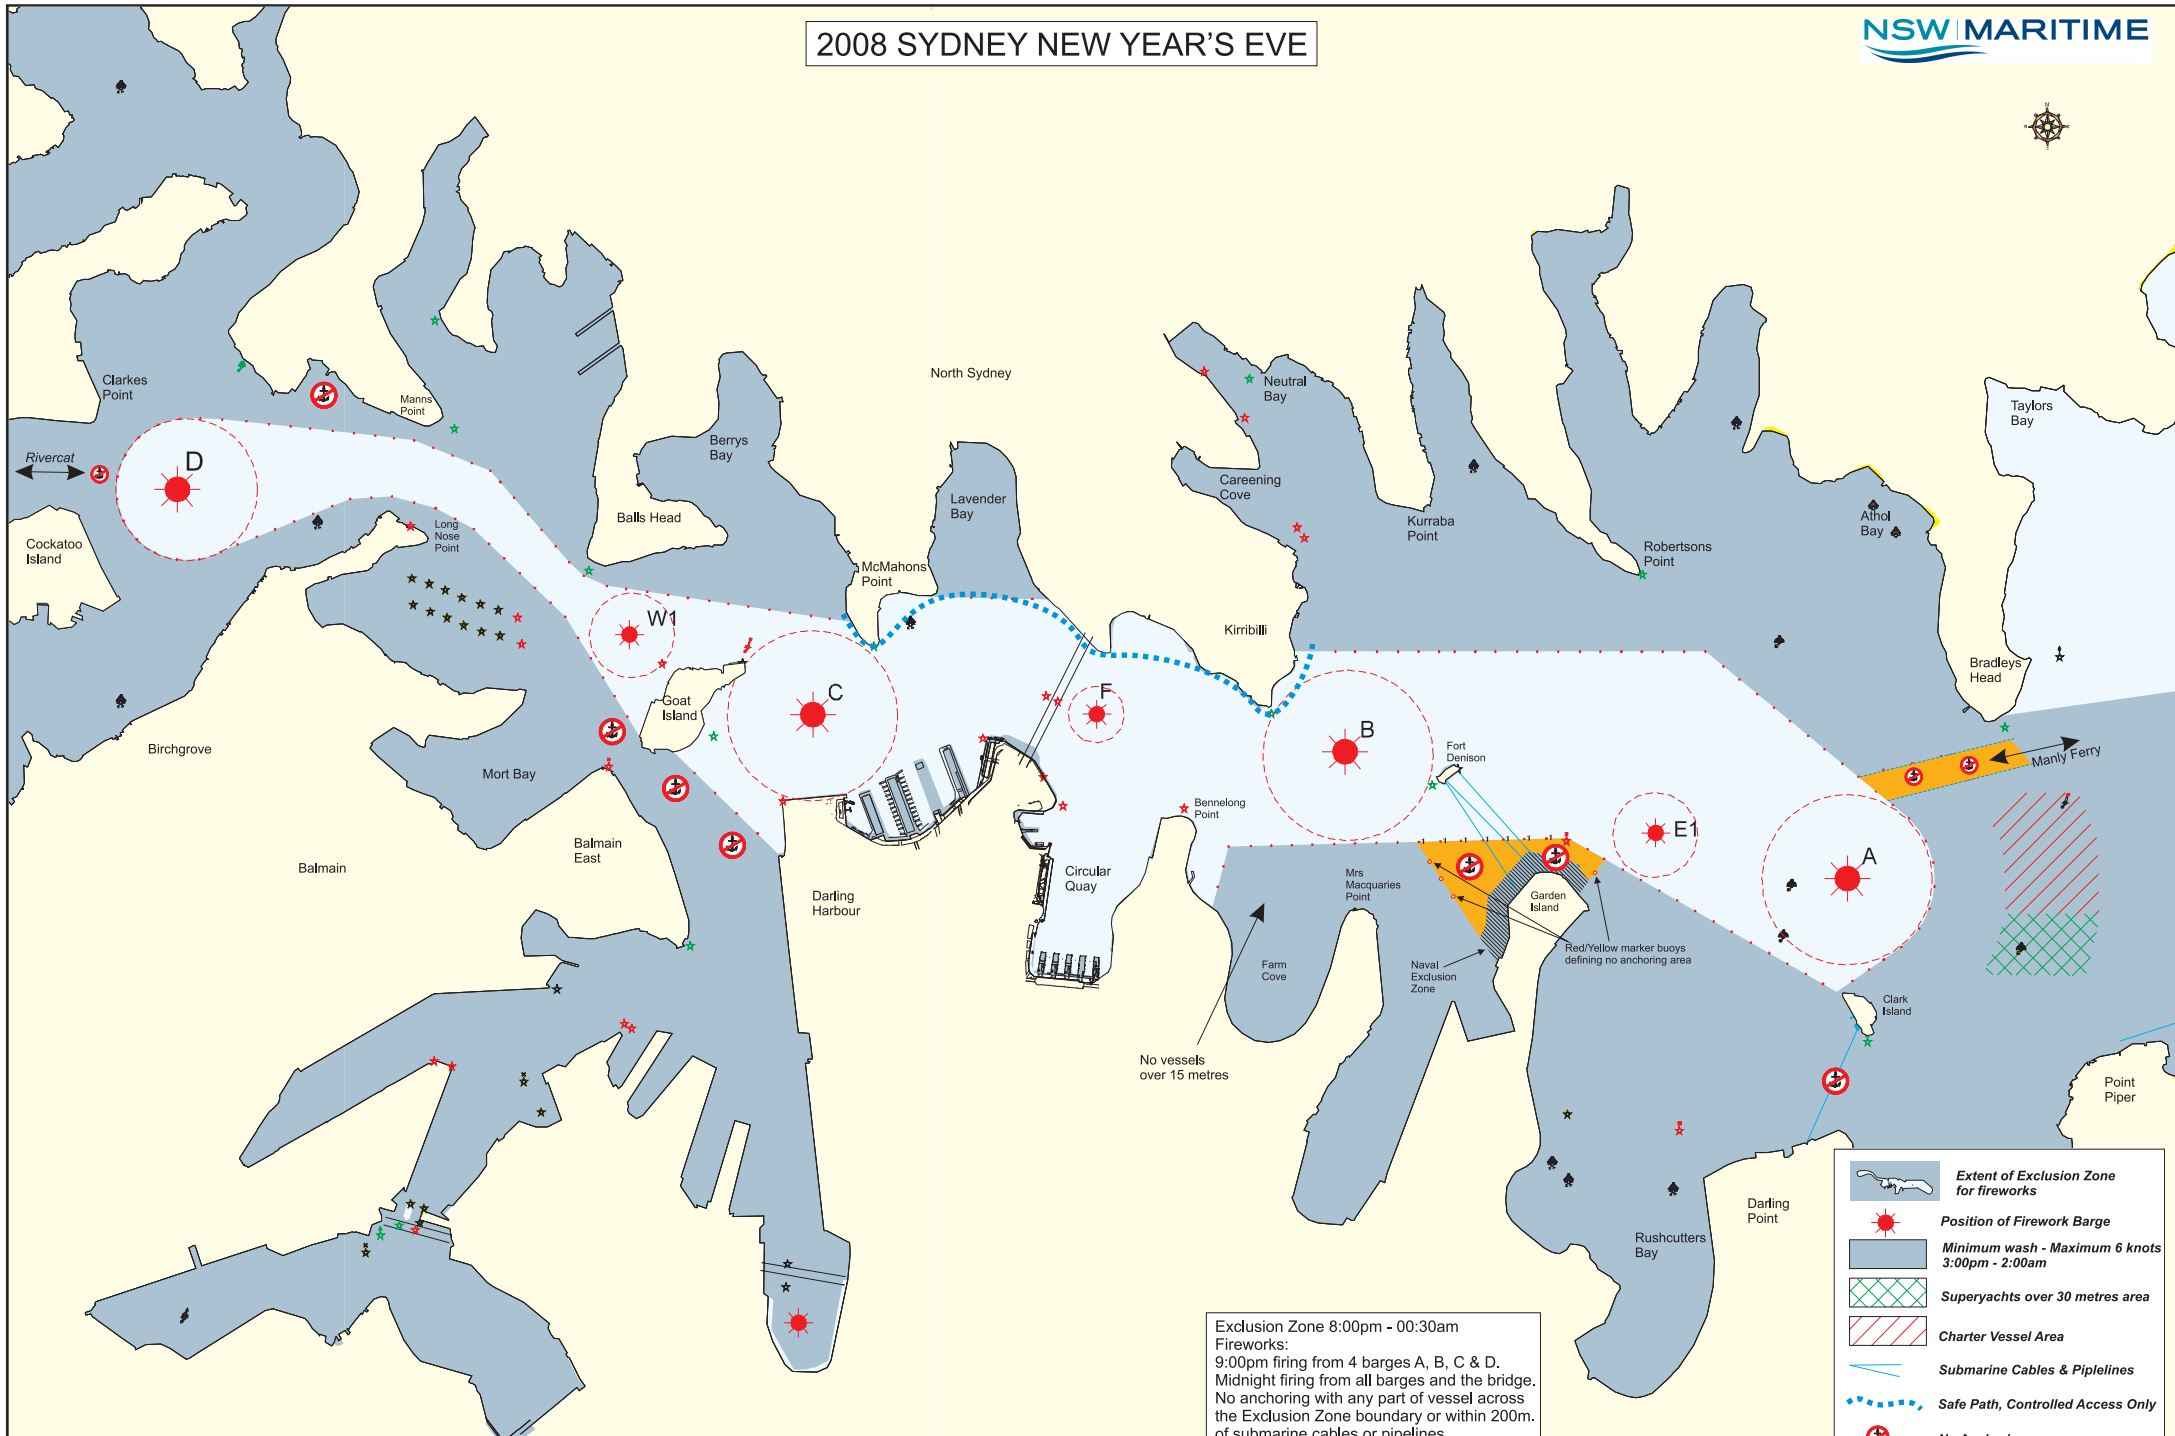 2008 SYDNEY NEW YEAR'S EVE
NSW MARITIME
Clarkes
Point
Manns
Point
Rivercat
D
Cockatoo
Island
Long
Nose
Point
Balls Head
Berrys
Bay
North Sydney
Lavender
Bay
McMahons
Point
Neutral
Bay
Careening
Cove
Kurraba
Point
Robertsons
Point
Kirribilli
Taylors
Bay
Athol
Bay
Bradleys
Head
Manly Ferry
W1
C
F
B
E1
A
Goat
Island
Birchgrove
Mort Bay
Balmain
Balmain
East
Darling
Harbour
Circular
Quay
Bennelong
Point
Fort
Denison
Mrs
Macquaries
Point
Garden
Island
Farm
Cove
Naval
Exclusion
Zone
Red/Yellow marker buoys
defining no anchoring area
No vessels
over 15 metres
Clark
Island
Point
Piper
Darling
Point
Rushcutters
Bay
Exclusion Zone 8:00pm - 00:30am
Fireworks:
9:00pm firing from 4 barges A, B, C & D.
Midnight firing from all barges and the bridge.
No anchoring with any part of vessel across
the Exclusion Zone boundary or within 200m.
of submarine cables or pipelines
Extent of Exclusion Zone
for fireworks
Position of Firework Barge
Minimum wash - Maximum 6 knots
3:00pm - 2:00am
Superyachts over 30 metres area
Charter Vessel Area
Submarine Cables & Piplelines
Safe Path, Controlled Access Only